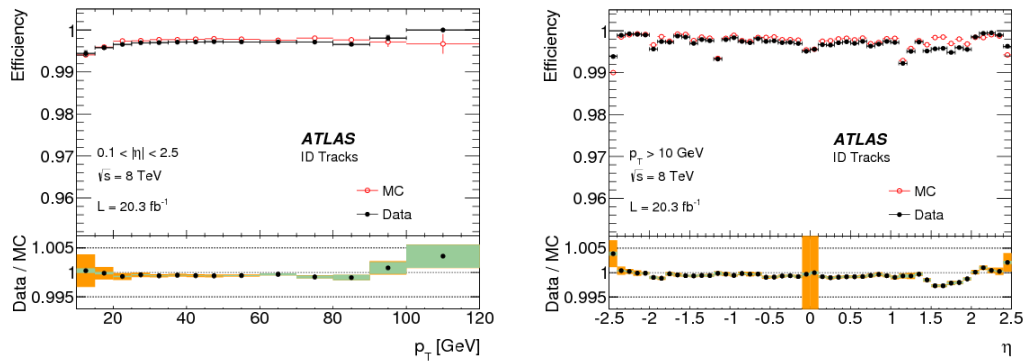 Efficiency
1
0.99
0.98
0.97
0.96
ATLAS
ID Tracks
0.1 < |η| < 2.5
√s = 8 TeV
L = 20.3 fb⁻¹
MC
Data
Data / MC
1.005
1
0.995
20 40 60 80 100 120
p_T [GeV]
Efficiency
1
0.99
0.98
0.97
0.96
ATLAS
ID Tracks
p_T > 10 GeV
√s = 8 TeV
L = 20.3 fb⁻¹
MC
Data
Data / MC
1.005
1
0.995
-2.5 -2 -1.5 -1 -0.5 0 0.5 1 1.5 2 2.5
η